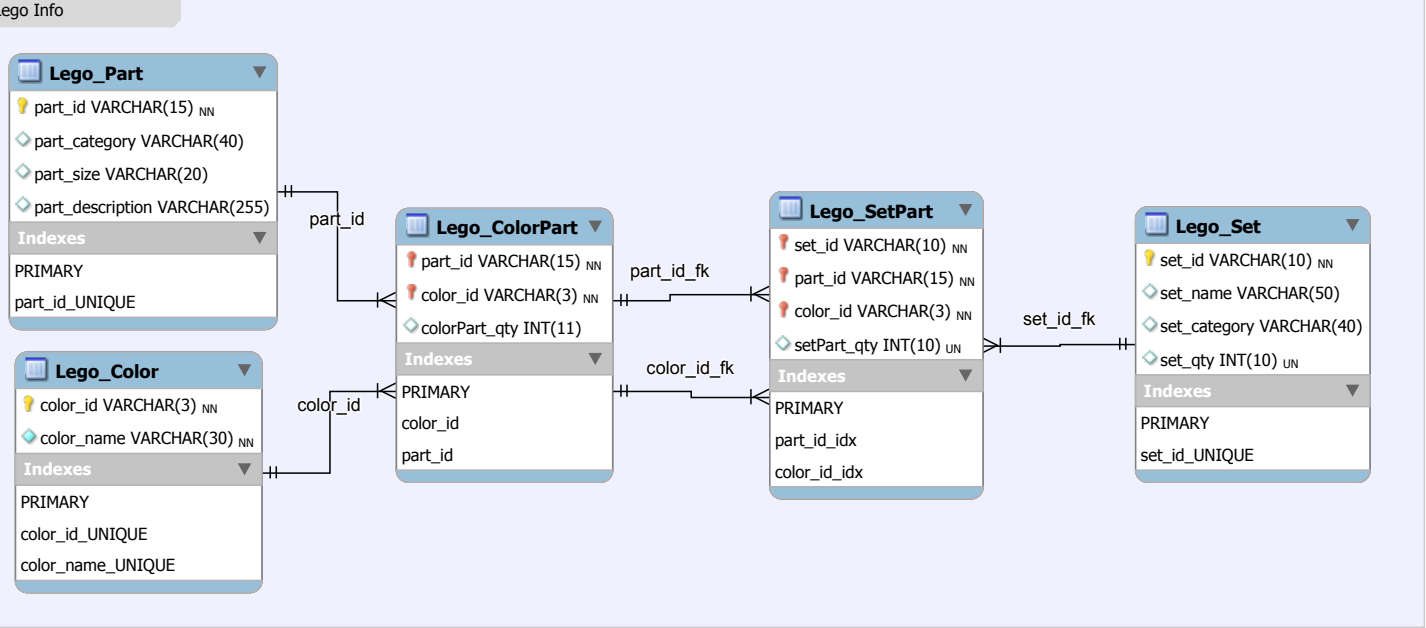 Lego Info
Lego_Part
part_id VARCHAR(15) NN
part_category VARCHAR(40)
part_size VARCHAR(20)
part_description VARCHAR(255)
Indexes
PRIMARY
part_id_UNIQUE
Lego_Color
color_id VARCHAR(3) NN
color_name VARCHAR(30) NN
Indexes
PRIMARY
color_id_UNIQUE
color_name_UNIQUE
part_id
color_id
Lego_ColorPart
part_id VARCHAR(15) NN
color_id VARCHAR(3) NN
colorPart_qty INT(11)
Indexes
PRIMARY
color_id
part_id
part_id_fk
color_id_fk
Lego_SetPart
set_id VARCHAR(10) NN
part_id VARCHAR(15) NN
color_id VARCHAR(3) NN
setPart_qty INT(10) UN
Indexes
PRIMARY
part_id_idx
color_id_idx
set_id_fk
Lego_Set
set_id VARCHAR(10) NN
set_name VARCHAR(50)
set_category VARCHAR(40)
set_qty INT(10) UN
Indexes
PRIMARY
set_id_UNIQUE